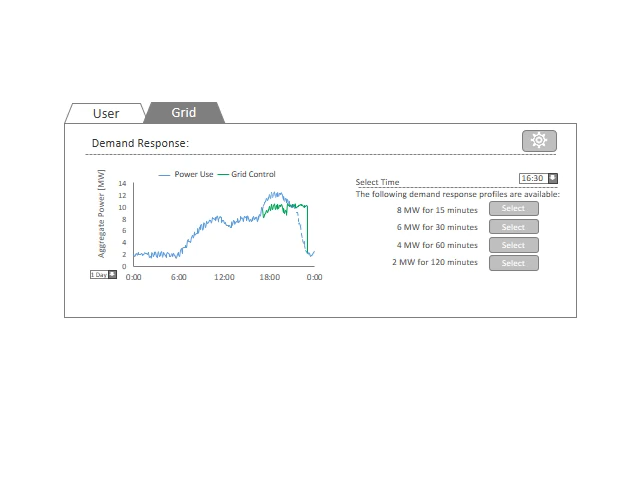 User
Grid
Demand Response:
Power Use
Grid Control
Aggregate Power [MW]
14
12
10
8
6
4
2
0
0:00
6:00
12:00
18:00
0:00
1 Day
Select Time
16:30
The following demand response profiles are available:
8 MW for 15 minutes
Select
6 MW for 30 minutes
Select
4 MW for 60 minutes
Select
2 MW for 120 minutes
Select